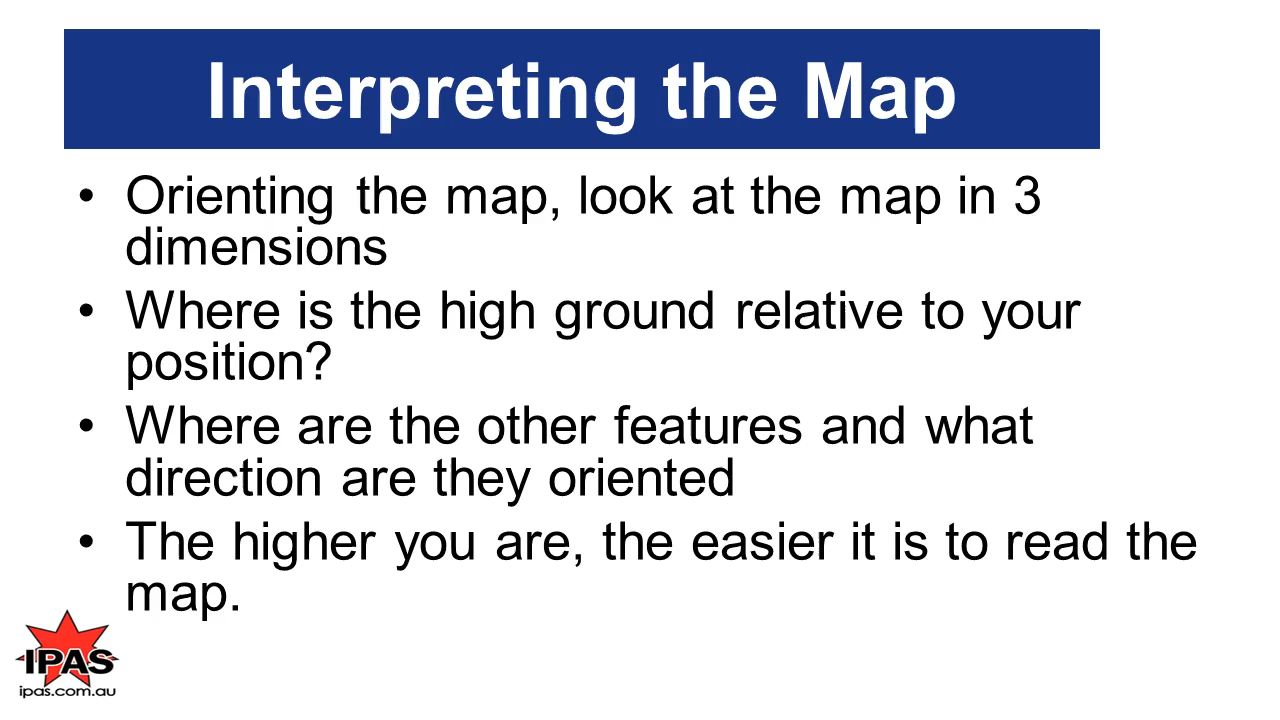 Interpreting the Map
• Orienting the map, look at the map in 3
dimensions
• Where is the high ground relative to your
position?
• Where are the other features and what
direction are they oriented
• The higher you are, the easier it is to read the
map.
IPAS
ipas.com.au